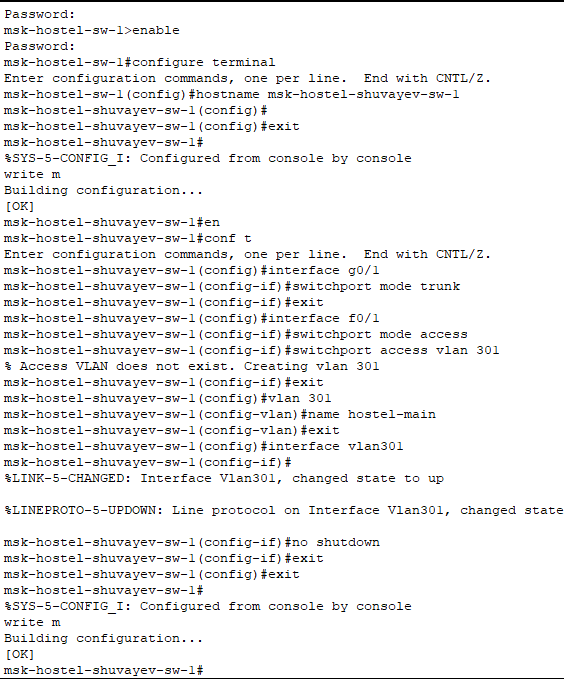 Password:
msk-hostel-sw-1>enable
Password:
msk-hostel-sw-1#configure terminal
Enter configuration commands, one per line.  End with CNTL/Z.
msk-hostel-sw-1(config)#hostname msk-hostel-shuvayev-sw-1
msk-hostel-shuvayev-sw-1(config)#
msk-hostel-shuvayev-sw-1(config)#exit
msk-hostel-shuvayev-sw-1#
%SYS-5-CONFIG_I: Configured from console by console
write m
Building configuration...
[OK]
msk-hostel-shuvayev-sw-1#en
msk-hostel-shuvayev-sw-1#conf t
Enter configuration commands, one per line.  End with CNTL/Z.
msk-hostel-shuvayev-sw-1(config)#interface g0/1
msk-hostel-shuvayev-sw-1(config-if)#switchport mode trunk
msk-hostel-shuvayev-sw-1(config-if)#exit
msk-hostel-shuvayev-sw-1(config)#interface f0/1
msk-hostel-shuvayev-sw-1(config-if)#switchport mode access
msk-hostel-shuvayev-sw-1(config-if)#switchport access vlan 301
% Access VLAN does not exist. Creating vlan 301
msk-hostel-shuvayev-sw-1(config-if)#exit
msk-hostel-shuvayev-sw-1(config)#vlan 301
msk-hostel-shuvayev-sw-1(config-vlan)#name hostel-main
msk-hostel-shuvayev-sw-1(config-vlan)#exit
msk-hostel-shuvayev-sw-1(config)#interface vlan301
msk-hostel-shuvayev-sw-1(config-if)#
%LINK-5-CHANGED: Interface Vlan301, changed state to up
%LINEPROTO-5-UPDOWN: Line protocol on Interface Vlan301, changed state
msk-hostel-shuvayev-sw-1(config-if)#no shutdown
msk-hostel-shuvayev-sw-1(config-if)#exit
msk-hostel-shuvayev-sw-1(config)#exit
msk-hostel-shuvayev-sw-1#
%SYS-5-CONFIG_I: Configured from console by console
write m
Building configuration...
[OK]
msk-hostel-shuvayev-sw-1#